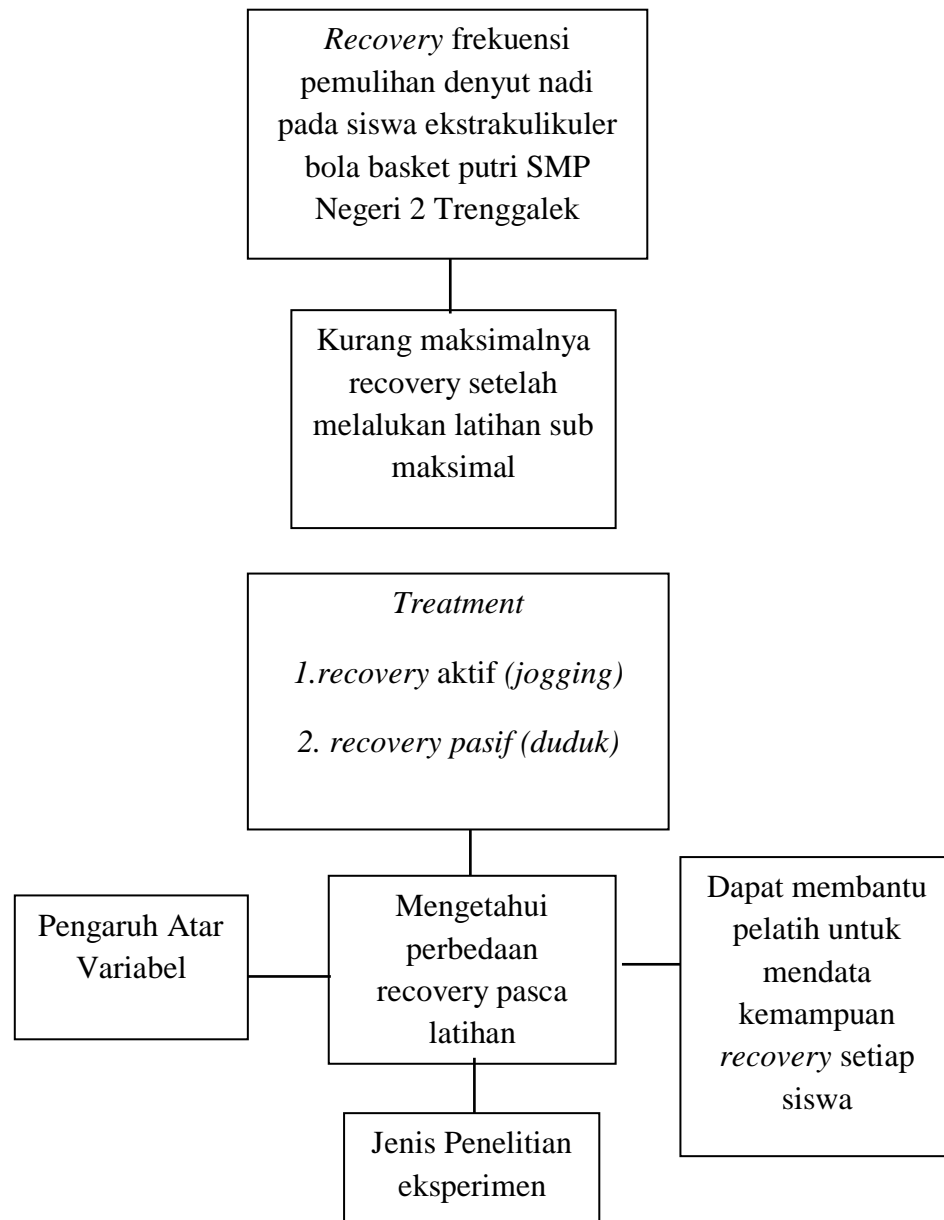 Recovery frekuensi
pemulihan denyut nadi
pada siswa ekstrakulikuler
bola basket putri SMP
Negeri 2 Trenggalek
Kurang maksimalnya
recovery setelah
melalukan latihan sub
maksimal
Treatment
1.recovery aktif (jogging)
2. recovery pasif (duduk)
Pengaruh Atar
Variabel
Mengetahui
perbedaan
recovery pasca
latihan
Dapat membantu
pelatih untuk
mendata
kemampuan
recovery setiap
siswa
Jenis Penelitian
eksperimen